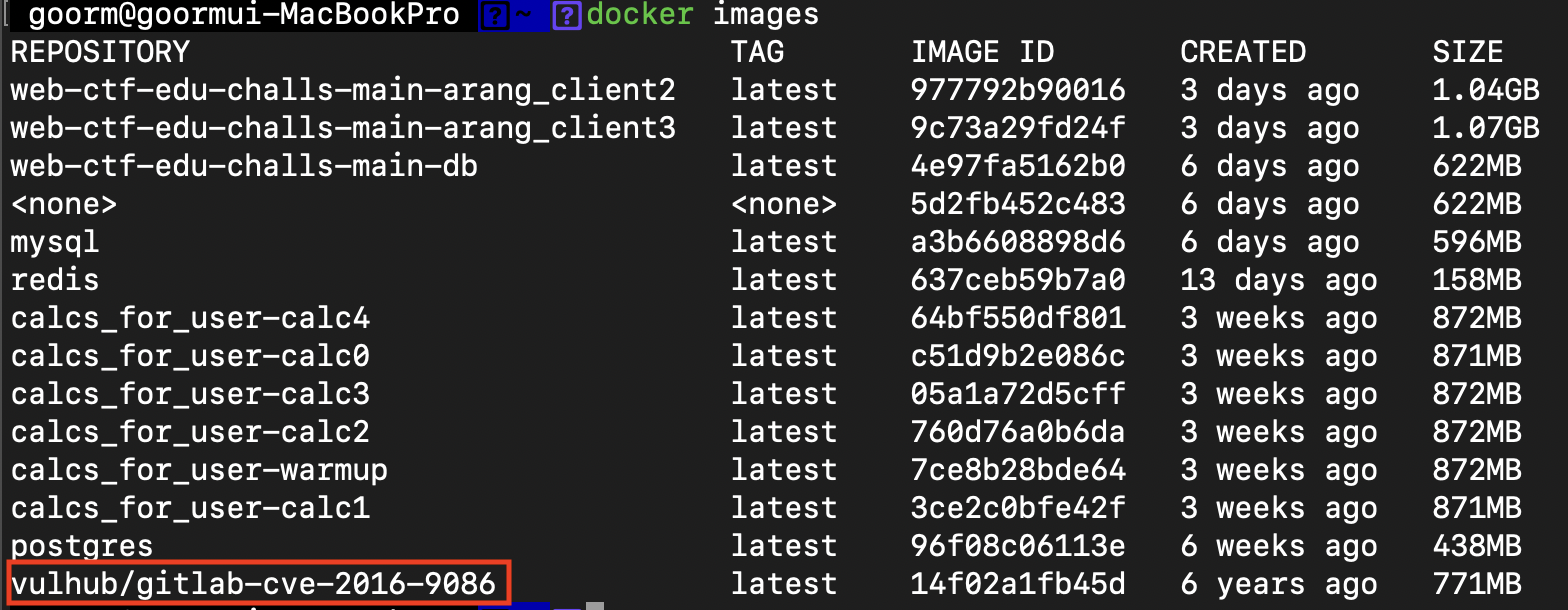 goorm@goormui-MacBookPro ~ docker images
REPOSITORY TAG IMAGE ID CREATED SIZE
web-ctf-edu-challs-main-arang_client2 latest 977792b90016 3 days ago 1.04GB
web-ctf-edu-challs-main-arang_client3 latest 9c73a29fd24f 3 days ago 1.07GB
web-ctf-edu-challs-main-db latest 4e97fa5162b0 6 days ago 622MB
<none> <none> 5d2fb452c483 6 days ago 622MB
mysql latest a3b6608898d6 6 days ago 596MB
redis latest 637ceb59b7a0 13 days ago 158MB
calcs_for_user-calc4 latest 64bf550df801 3 weeks ago 872MB
calcs_for_user-calc0 latest c51d9b2e086c 3 weeks ago 871MB
calcs_for_user-calc3 latest 05a1a72d5cff 3 weeks ago 872MB
calcs_for_user-calc2 latest 760d76a0b6da 3 weeks ago 872MB
calcs_for_user-warmup latest 7ce8b28bde64 3 weeks ago 872MB
calcs_for_user-calc1 latest 3ce2c0bfe42f 3 weeks ago 871MB
postgres latest 96f08c06113e 6 weeks ago 438MB
vulhub/gitlab-cve-2016-9086 latest 14f02a1fb45d 6 years ago 771MB